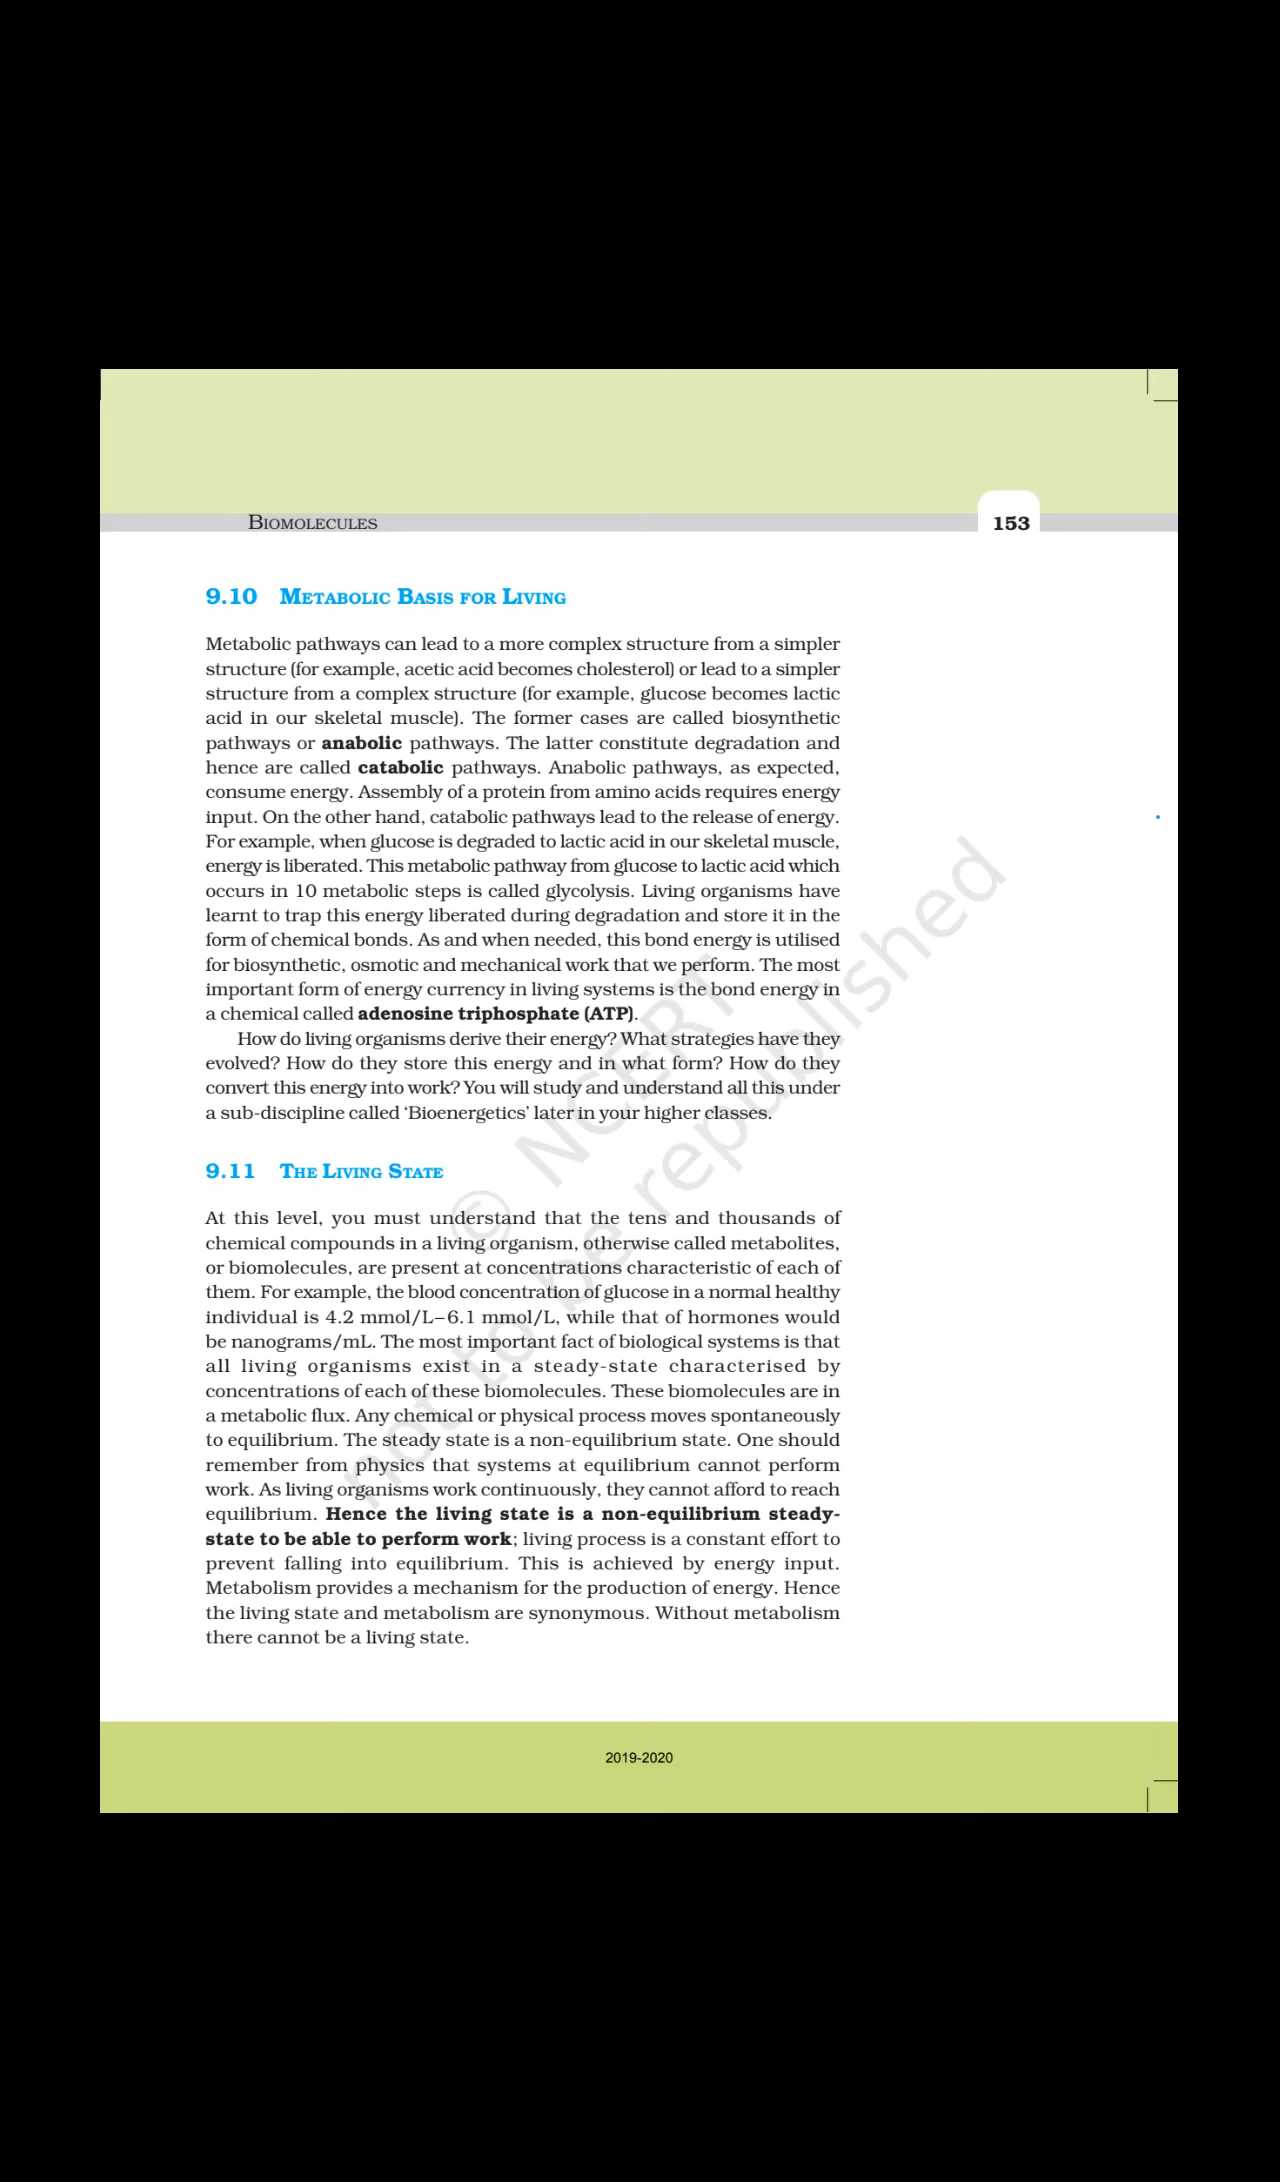 BIOMOLECULES
153
9.10 METABOLIC BASIS FOR LIVING
Metabolic pathways can lead to a more complex structure from a simpler
structure (for example, acetic acid becomes cholesterol) or lead to a simpler
structure from a complex structure (for example, glucose becomes lactic
acid in our skeletal muscle). The former cases are called biosynthetic
pathways or anabolic pathways. The latter constitute degradation and
hence are called catabolic pathways. Anabolic pathways, as expected,
consume energy. Assembly of a protein from amino acids requires energy
input. On the other hand, catabolic pathways lead to the release of energy.
For example, when glucose is degraded to lactic acid in our skeletal muscle,
energy is liberated. This metabolic pathway from glucose to lactic acid which
occurs in 10 metabolic steps is called glycolysis. Living organisms have
learnt to trap this energy liberated during degradation and store it in the
form of chemical bonds. As and when needed, this bond energy is utilised
for biosynthetic, osmotic and mechanical work that we perform. The most
important form of energy currency in living systems is the bond energy in
a chemical called adenosine triphosphate (ATP).
How do living organisms derive their energy? What strategies have they
evolved? How do they store this energy and in what form? How do they
convert this energy into work? You will study and understand all this under
a sub-discipline called ‘Bioenergetics’ later in your higher classes.
9.11 THE LIVING STATE
At this level, you must understand that the tens and thousands of
chemical compounds in a living organism, otherwise called metabolites,
or biomolecules, are present at concentrations characteristic of each of
them. For example, the blood concentration of glucose in a normal healthy
individual is 4.2 mmol/L–6.1 mmol/L, while that of hormones would
be nanograms/mL. The most important fact of biological systems is that
all living organisms exist in a steady-state characterised by
concentrations of each of these biomolecules. These biomolecules are in
a metabolic flux. Any chemical or physical process moves spontaneously
to equilibrium. The steady state is a non-equilibrium state. One should
remember from physics that systems at equilibrium cannot perform
work. As living organisms work continuously, they cannot afford to reach
equilibrium. Hence the living state is a non-equilibrium steady-
state to be able to perform work; living process is a constant effort to
prevent falling into equilibrium. This is achieved by energy input.
Metabolism provides a mechanism for the production of energy. Hence
the living state and metabolism are synonymous. Without metabolism
there cannot be a living state.
© NCERT
not to be republished
2019-2020